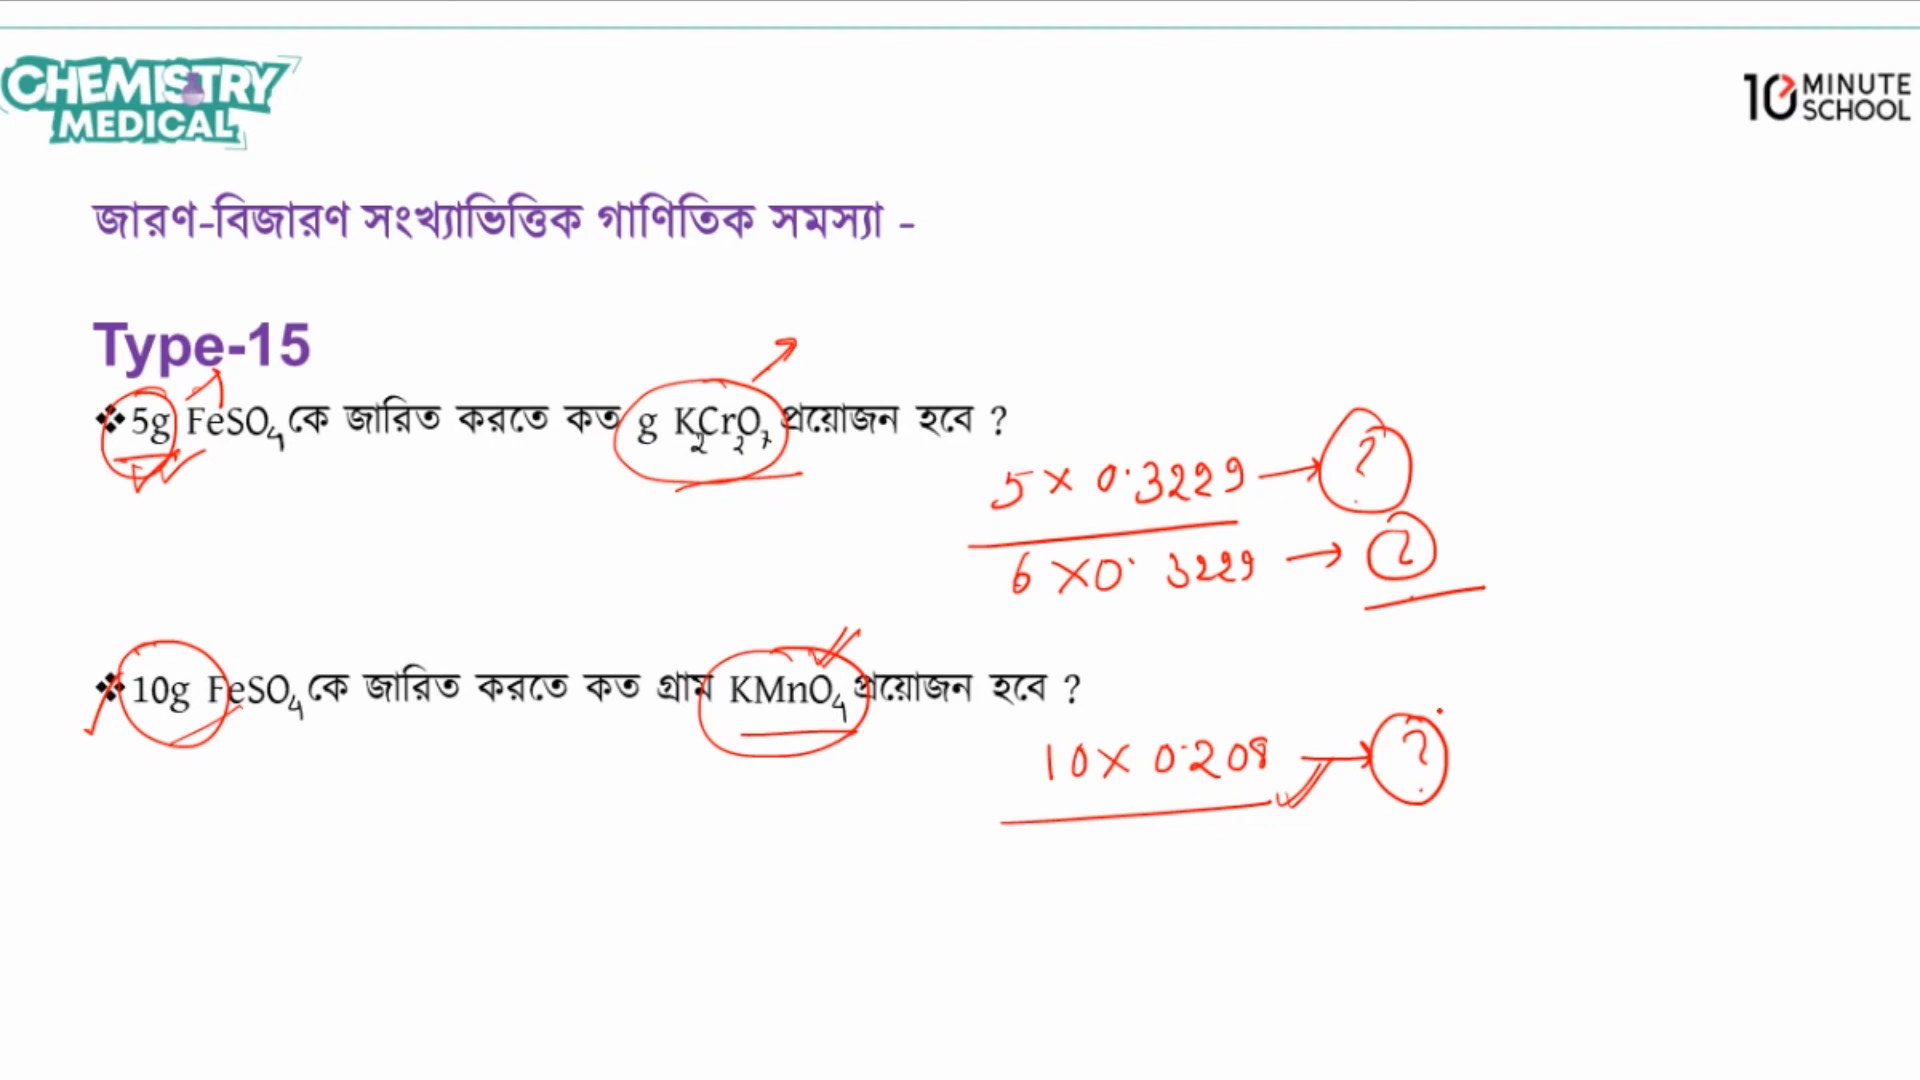 CHEMISTRY
MEDICAL
10 MINUTE
SCHOOL
জারণ-বিজারণ সংখ্যাভিত্তিক গাণিতিক সমস্যা -
Type-15
❖ 5g FeSO₄ কে জারিত করতে কত g K₂Cr₂O₇ প্রয়োজন হবে ?
5 × 0.3229 → ?
6 × 0.3229 → ?
❖ 10g FeSO₄ কে জারিত করতে কত গ্রাম KMnO₄ প্রয়োজন হবে ?
10 × 0.208 → ?